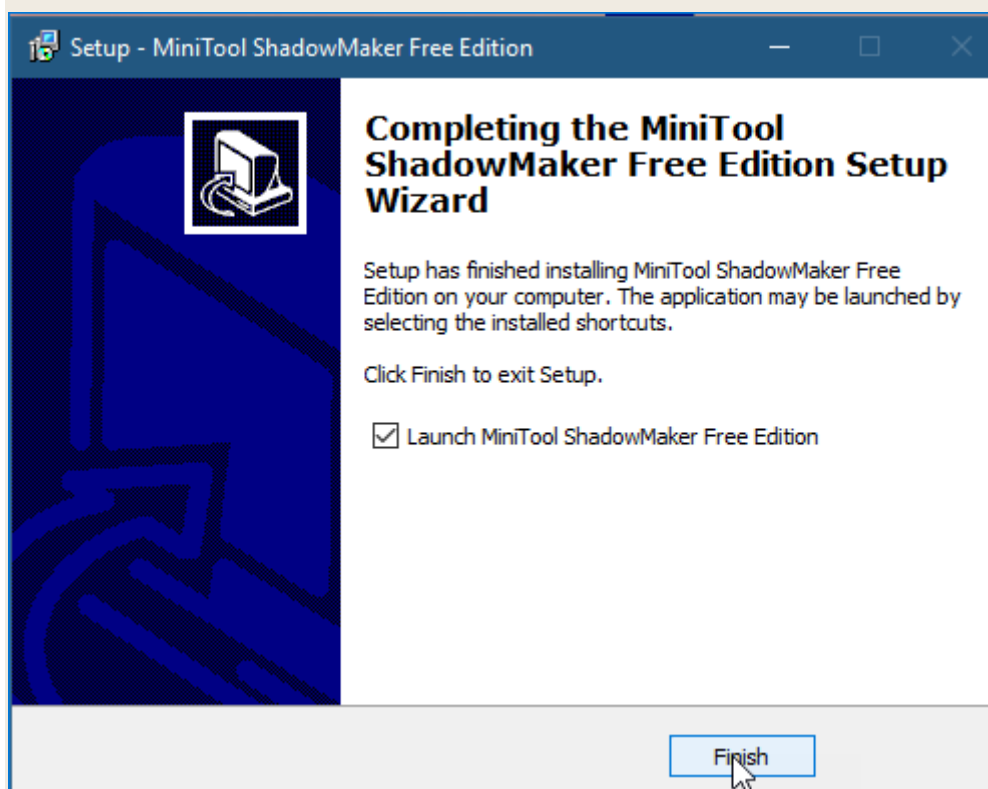 Setup - MiniTool ShadowMaker Free Edition
Completing the MiniTool
ShadowMaker Free Edition Setup
Wizard
Setup has finished installing MiniTool ShadowMaker Free
Edition on your computer. The application may be launched by
selecting the installed shortcuts.
Click Finish to exit Setup.
Launch MiniTool ShadowMaker Free Edition
Finish